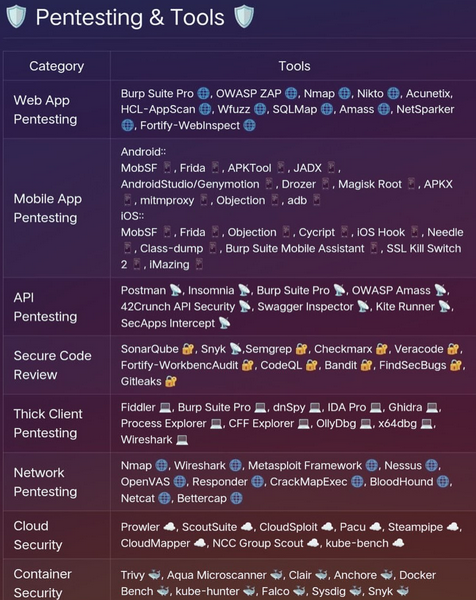 🛡️ Pentesting & Tools 🛡️
Category
Tools
Web App
Pentesting
Burp Suite Pro 🌐, OWASP ZAP 🌐, Nmap 🌐, Nikto 🌐, Acunetix,
HCL-AppScan 🌐, Wfuzz 🌐, SQLMap 🌐, Amass 🌐, NetSparker
🌐, Fortify-WebInspect 🌐
Mobile App
Pentesting
Android::
MobSF 📱, Frida 📱, APKTool 📱, JADX 📱,
AndroidStudio/Genymotion 📱, Drozer 📱, Magisk Root 📱, APKX
📱, mitmproxy 📱, Objection 📱, adb 📱
iOS::
MobSF 📱, Frida 📱, Objection 📱, Cycript 📱, iOS Hook 📱, Needle
📱, Class-dump 📱, Burp Suite Mobile Assistant 📱, SSL Kill Switch
2 📱, iMazing 📱
API
Pentesting
Postman 📡, Insomnia 📡, Burp Suite Pro 📡, OWASP Amass 📡,
42Crunch API Security 📡, Swagger Inspector 📡, Kite Runner 📡,
SecApps Intercept 📡
Secure Code
Review
SonarQube 🔐, Snyk 📡,Semgrep 🔐, Checkmarx 🔐, Veracode 🔐,
Fortify-WorkbencAudit 🔐, CodeQL 🔐, Bandit 🔐, FindSecBugs 🔐,
Gitleaks 🔐
Thick Client
Pentesting
Fiddler 💻, Burp Suite Pro 💻, dnSpy 💻, IDA Pro 💻, Ghidra 💻,
Process Explorer 💻, CFF Explorer 💻, OllyDbg 💻, x64dbg 💻,
Wireshark 💻
Network
Pentesting
Nmap 🌐, Wireshark 🌐, Metasploit Framework 🌐, Nessus 🌐,
OpenVAS 🌐, Responder 🌐, CrackMapExec 🌐, BloodHound 🌐,
Netcat 🌐, Bettercap 🌐
Cloud
Security
Prowler ☁️, ScoutSuite ☁️, CloudSploit ☁️, Pacu ☁️, Steampipe ☁️,
CloudMapper ☁️, NCC Group Scout ☁️, kube-bench ☁️
Container
Security
Trivy 🐳, Aqua Microscanner 🐳, Clair 🐳, Anchore 🐳, Docker
Bench 🐳, kube-hunter 🐳, Falco 🐳, Sysdig 🐳, Snyk 🐳